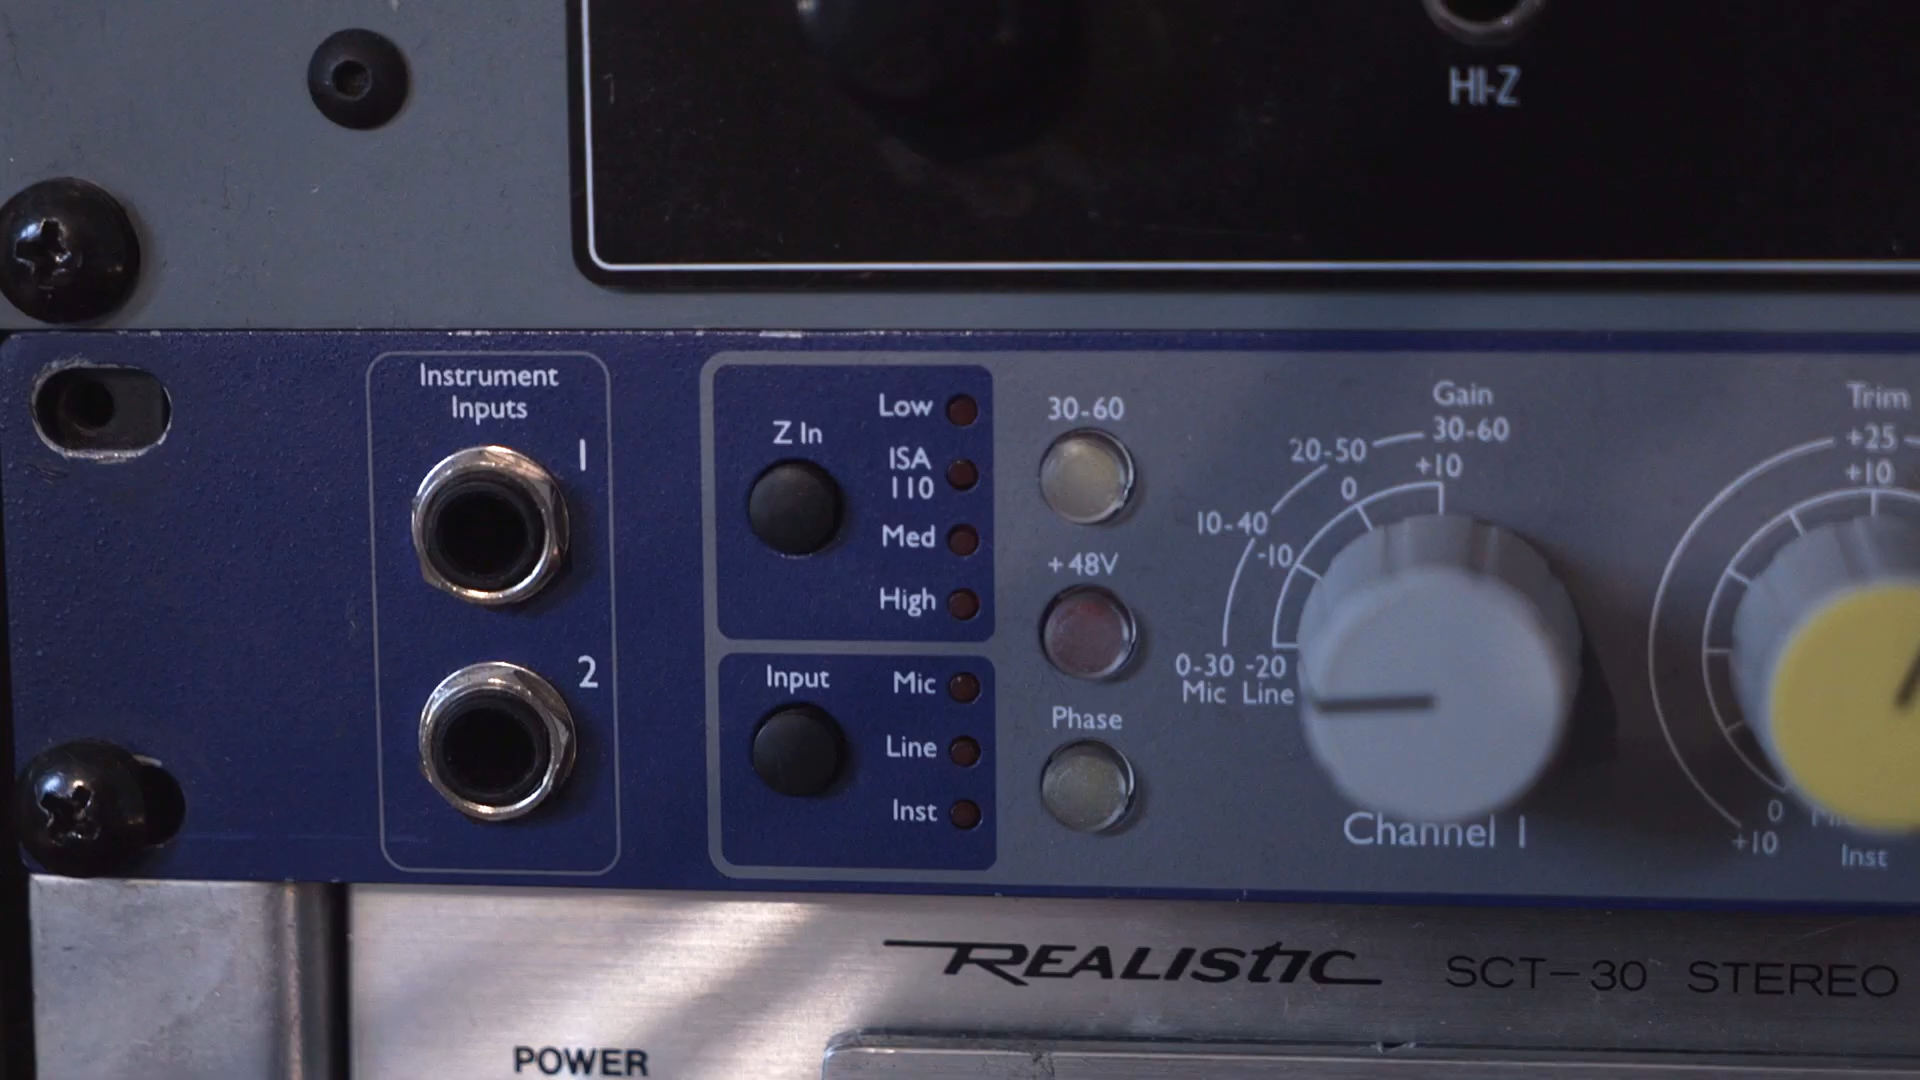 HI-Z
Instrument
Inputs
1
2
Z In
Low
ISA
110
Med
High
Input
Mic
Line
Inst
30-60
+48V
Phase
Gain
30-60
20-50
+10
0
10-40
-10
0-30 -20
Mic Line
Channel 1
Trim
+25
+10
0
+10
Inst
REALISTIC SCT-30 STEREO
POWER